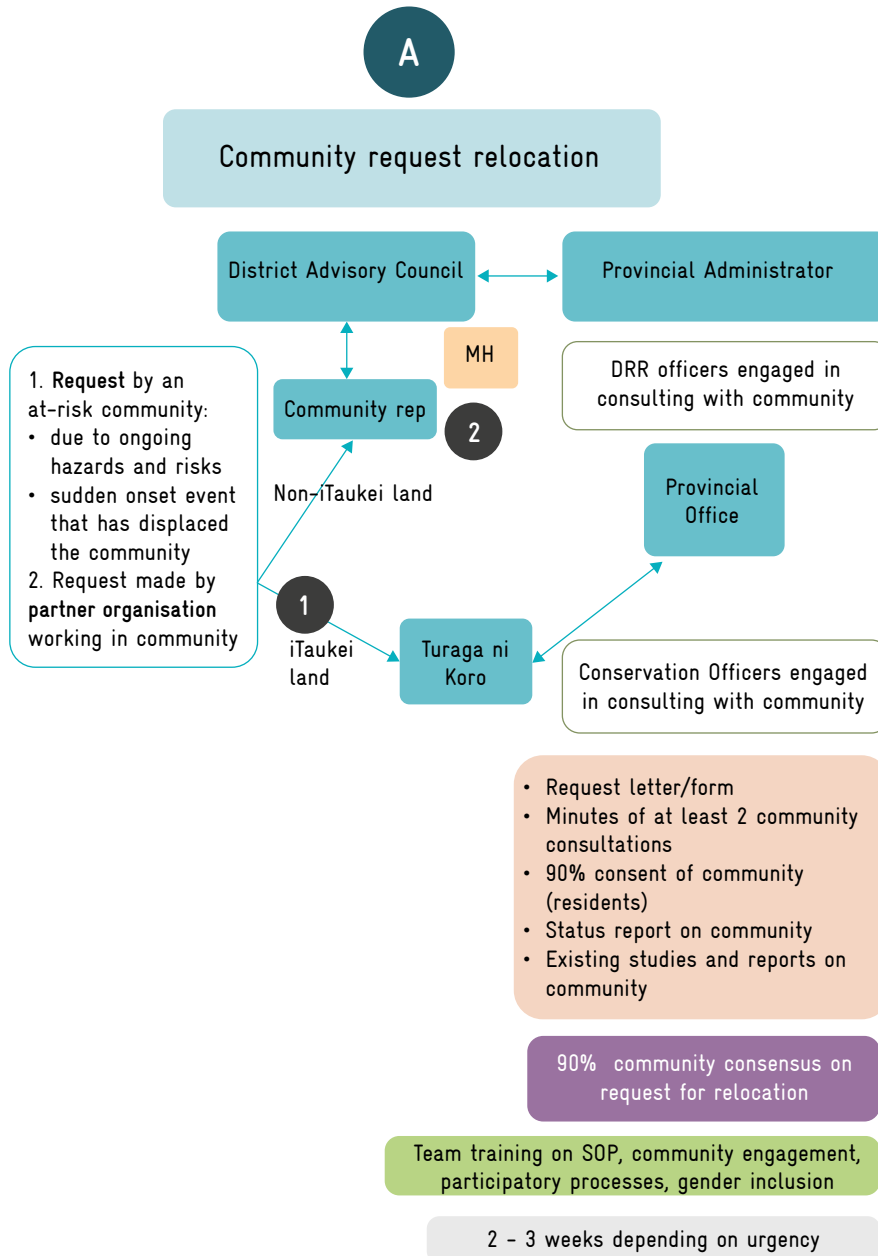 A
Community request relocation
District Advisory Council
Provincial Administrator
MH
DRR officers engaged in
consulting with community
1. Request by an
at-risk community:
• due to ongoing
hazards and risks
• sudden onset event
that has displaced
the community
2. Request made by
partner organisation
working in community
Community rep
2
Non-iTaukei land
Provincial
Office
1
iTaukei
land
Turaga ni
Koro
Conservation Officers engaged
in consulting with community
• Request letter/form
• Minutes of at least 2 community
consultations
• 90% consent of community
(residents)
• Status report on community
• Existing studies and reports on
community
90% community consensus on
request for relocation
Team training on SOP, community engagement,
participatory processes, gender inclusion
2 - 3 weeks depending on urgency